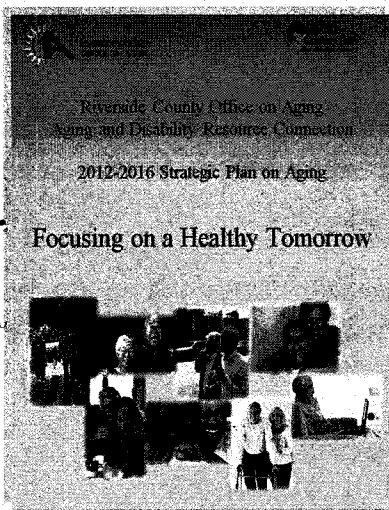 Riverside County Office on Aging
Aging and Disability Resource Connection
2012-2016 Strategic Plan on Aging
Focusing on a Healthy Tomorrow